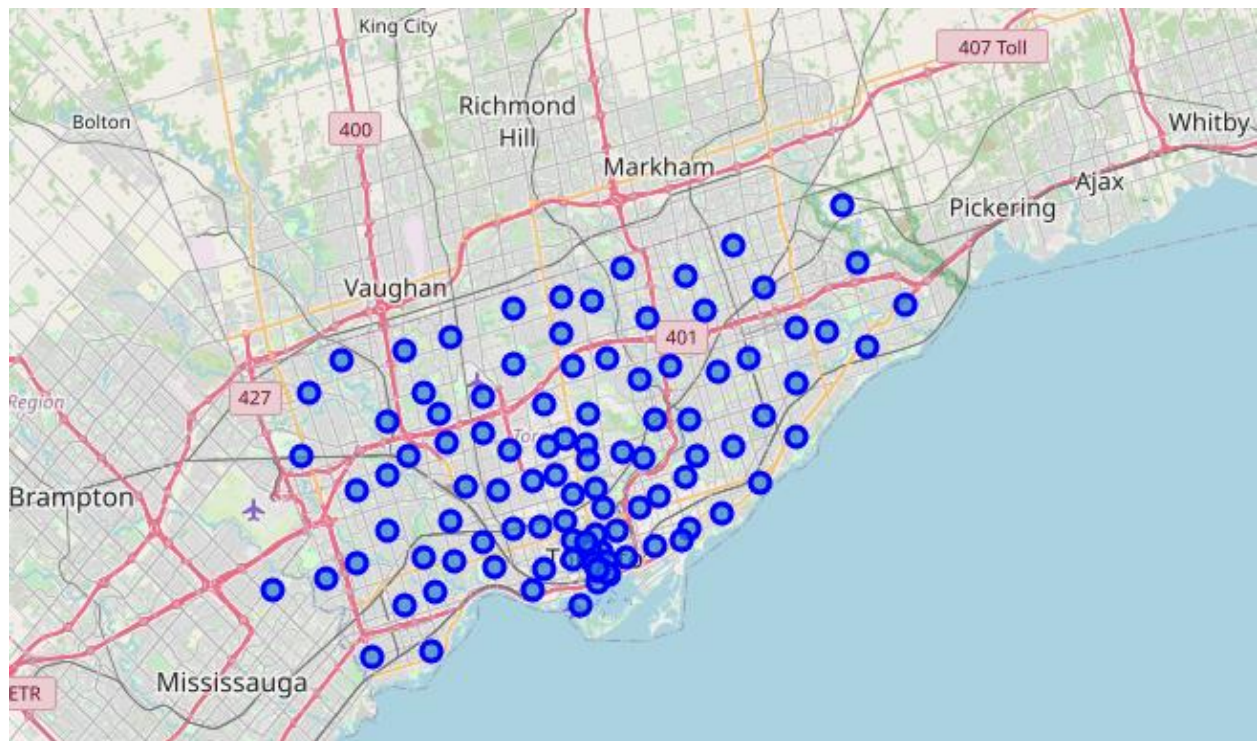 King City
407 Toll
Richmond
Hill
Bolton
400
Whitby
Markham
Ajax
Pickering
Vaughan
401
427
Region
Brampton
Mississauga
ETR